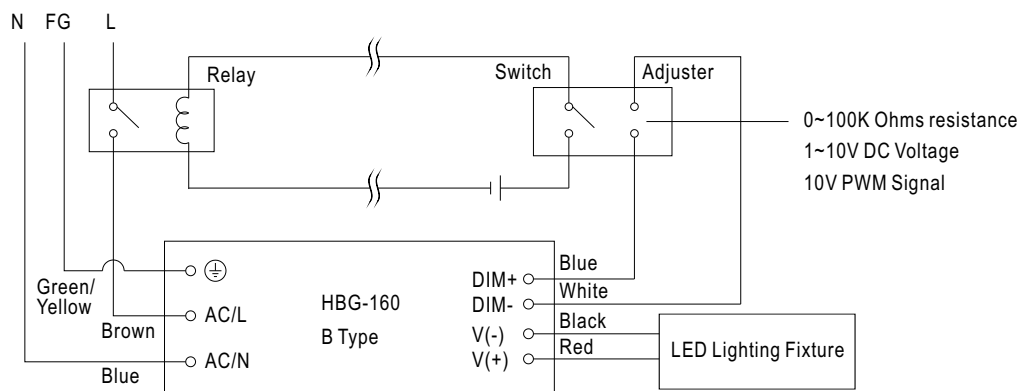 N FG L
Relay
Switch
Adjuster
0~100K Ohms resistance
1~10V DC Voltage
10V PWM Signal
Green/
Yellow
Brown
Blue
AC/L
AC/N
HBG-160
B Type
DIM+
DIM-
V(-)
V(+)
Blue
White
Black
Red
LED Lighting Fixture